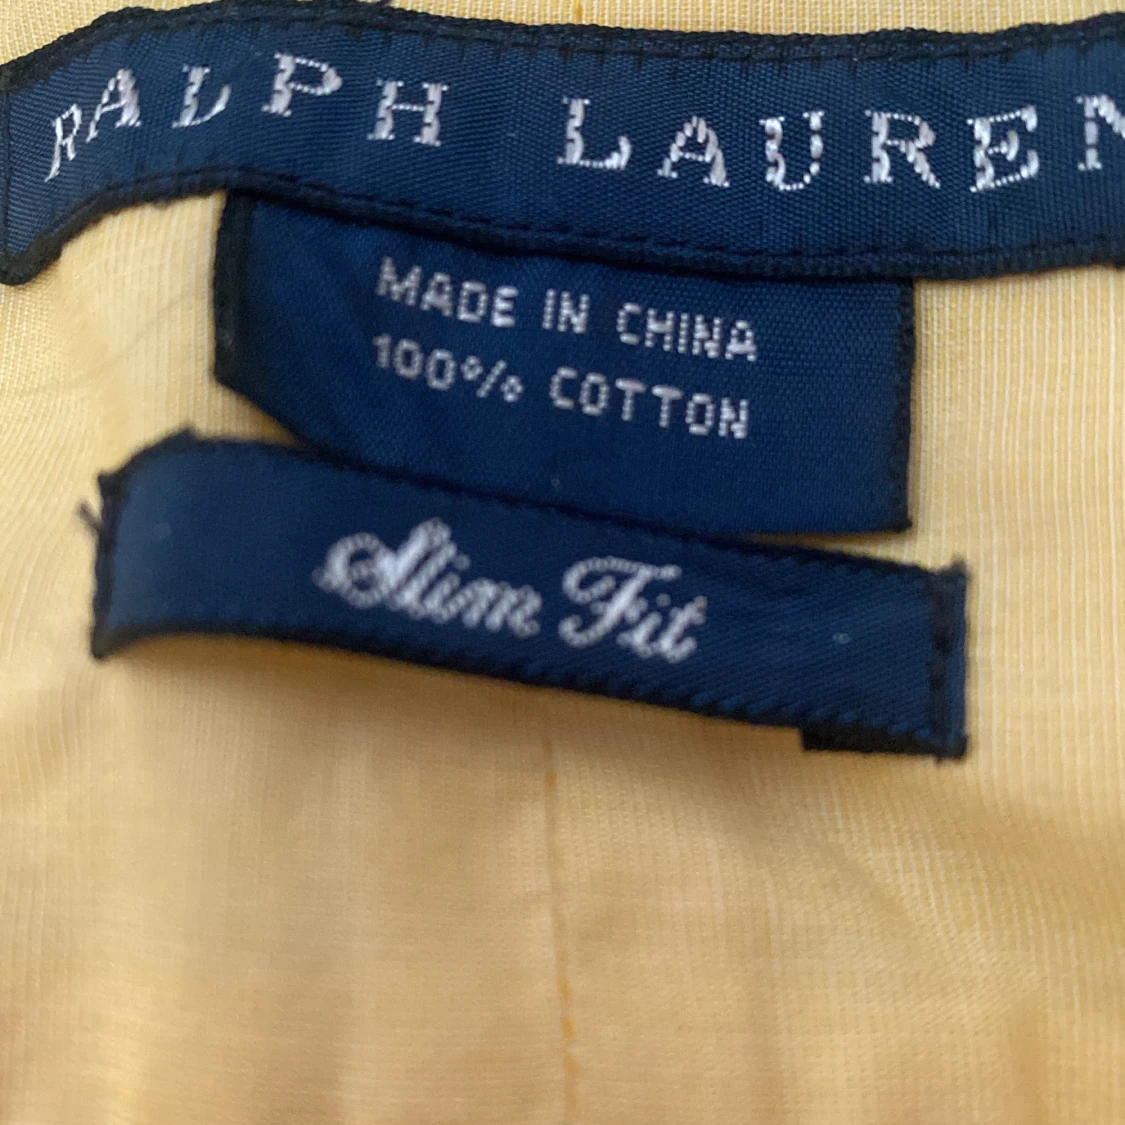 RALPH LAUREN
MADE IN CHINA
100% COTTON
Slim Fit